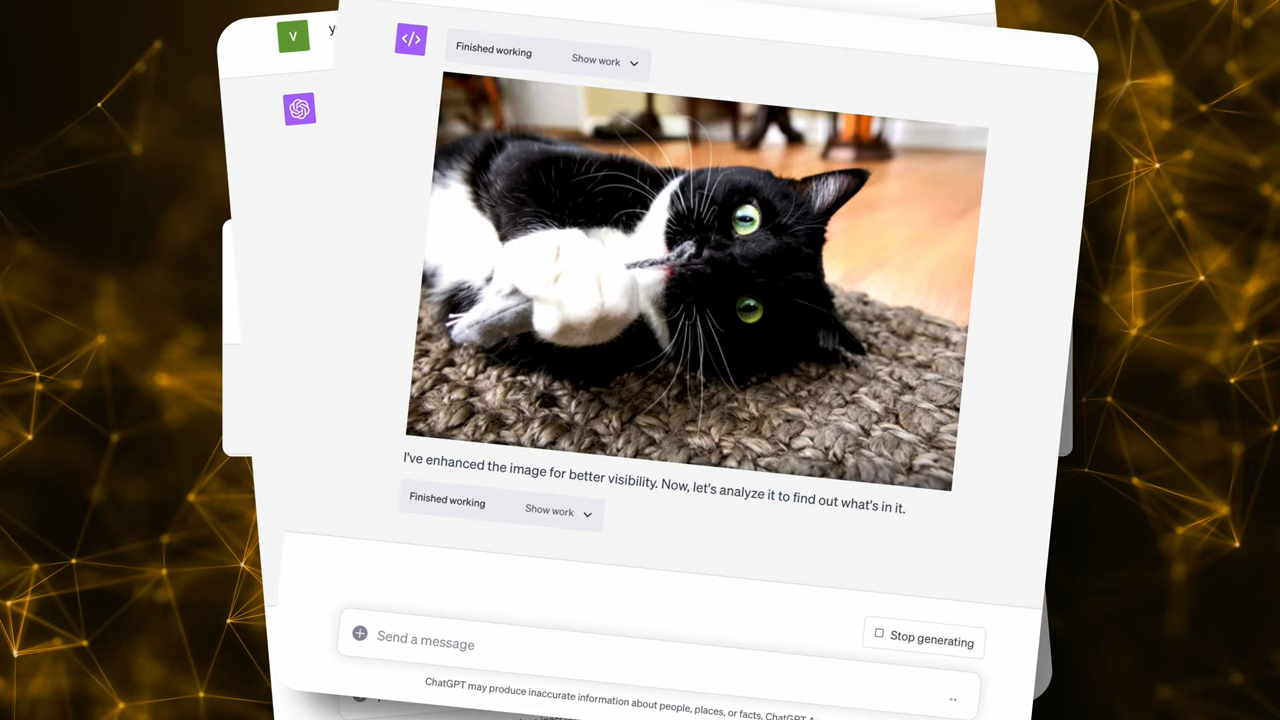 V
y
</>
Finished working
Show work
I've enhanced the image for better visibility. Now, let's analyze it to find out what's in it.
Finished working
Show work
Stop generating
Send a message
ChatGPT may produce inaccurate information about people, places, or facts. ChatGPT